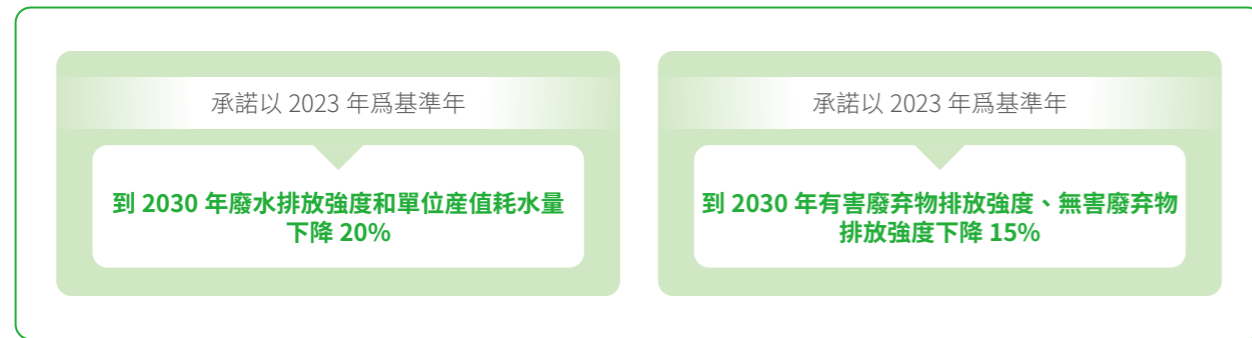 承諾以 2023 年爲基準年
到 2030 年廢水排放強度和單位産值耗水量
下降 20%
承諾以 2023 年爲基準年
到 2030 年有害廢弃物排放強度、無害廢弃物
排放強度下降 15%